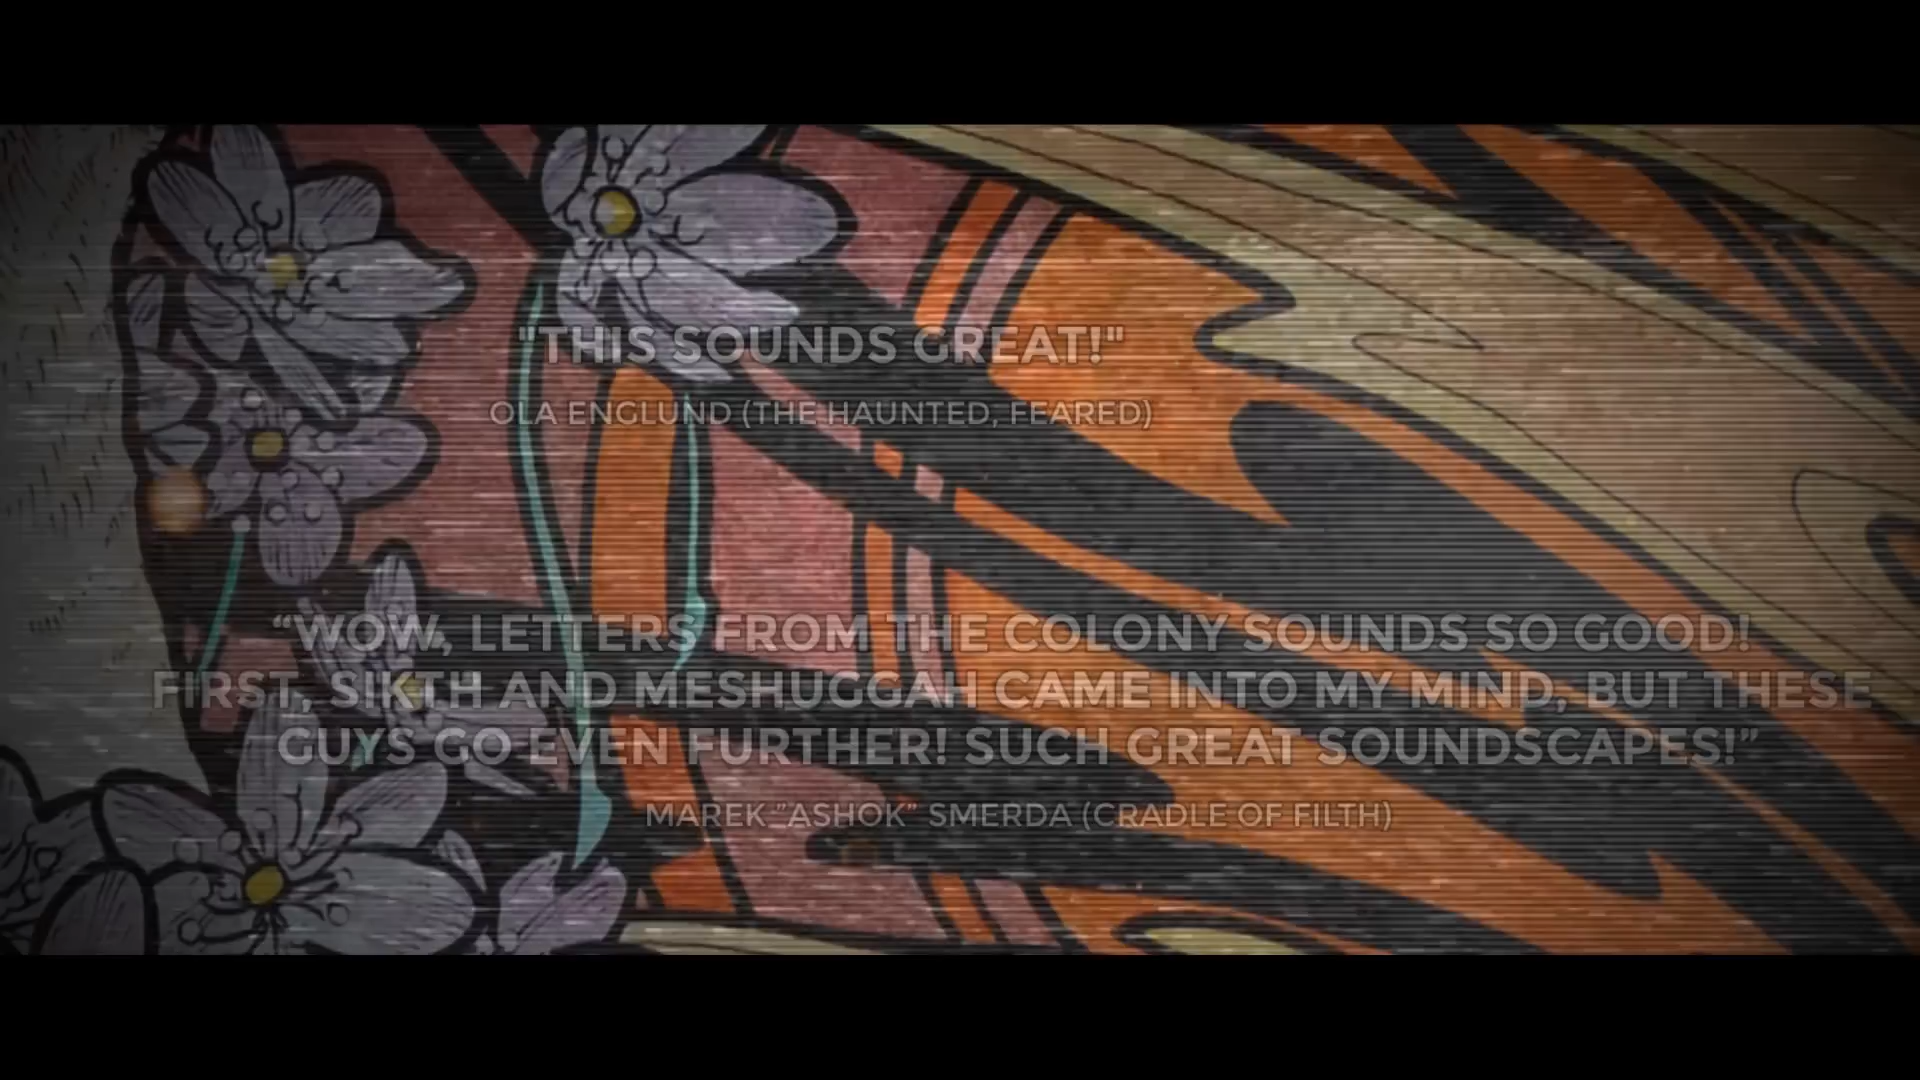 "THIS SOUNDS GREAT!"
OLA ENGLUND (THE HAUNTED, FEARED)
“WOW, LETTERS FROM THE COLONY SOUNDS SO GOOD!
FIRST, SIKTH AND MESHUGGAH CAME INTO MY MIND, BUT THESE
GUYS GO EVEN FURTHER! SUCH GREAT SOUNDSCAPES!”
MAREK ”ASHOK” SMERDA (CRADLE OF FILTH)